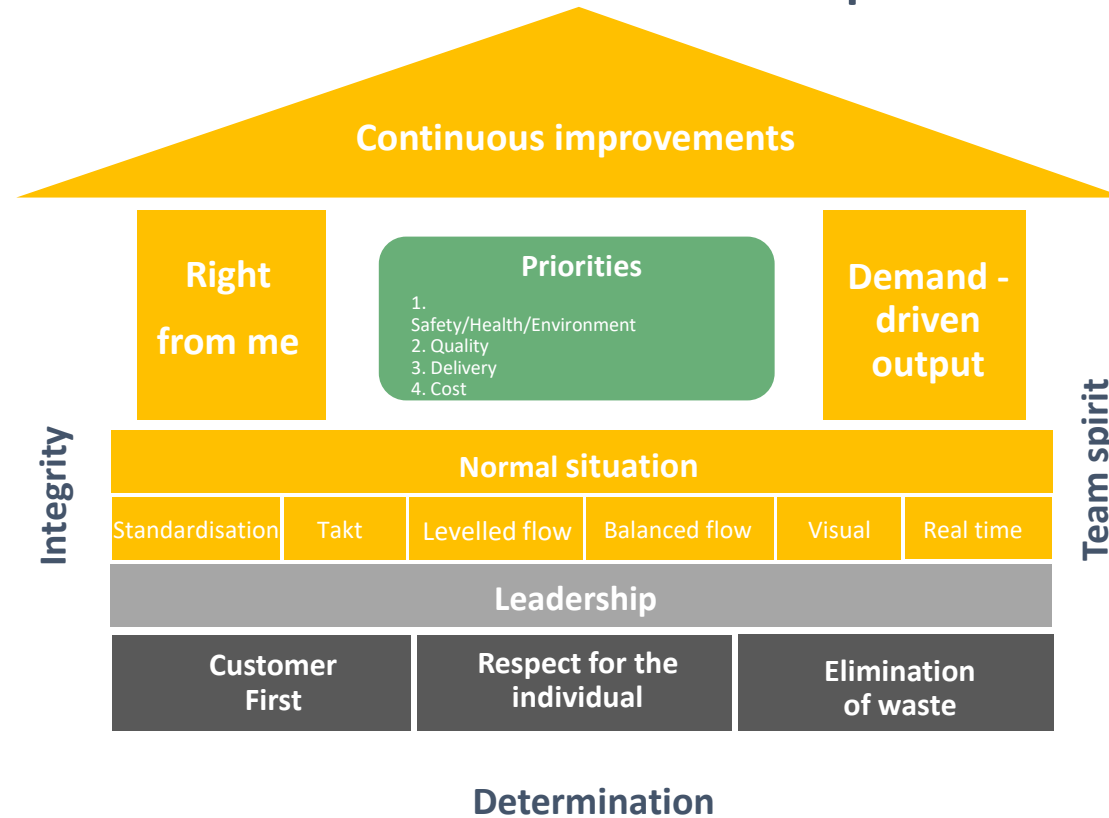 Continuous improvements
Right
from me
Priorities
1.
Safety/Health/Environment
2. Quality
3. Delivery
4. Cost
Demand -
driven
output
Integrity
Team spirit
Normal situation
Standardisation
Takt
Levelled flow
Balanced flow
Visual
Real time
Leadership
Customer
First
Respect for the
individual
Elimination
of waste
Determination